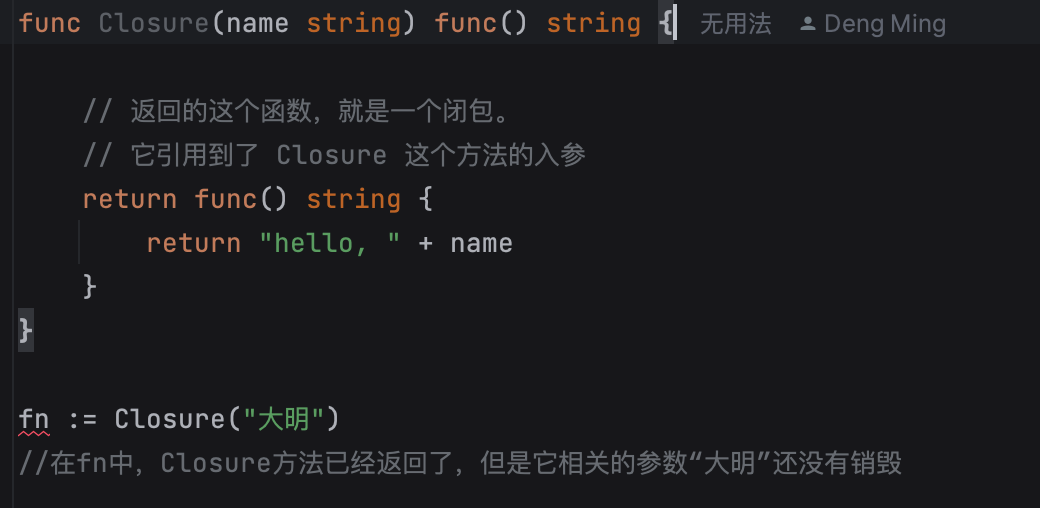 func Closure(name string) func() string { 无用法 Deng Ming
// 返回的这个函数，就是一个闭包。
// 它引用到了 Closure 这个方法的入参
return func() string {
return "hello, " + name
}
}
fn := Closure("大明")
//在fn中，Closure方法已经返回了，但是它相关的参数“大明”还没有销毁